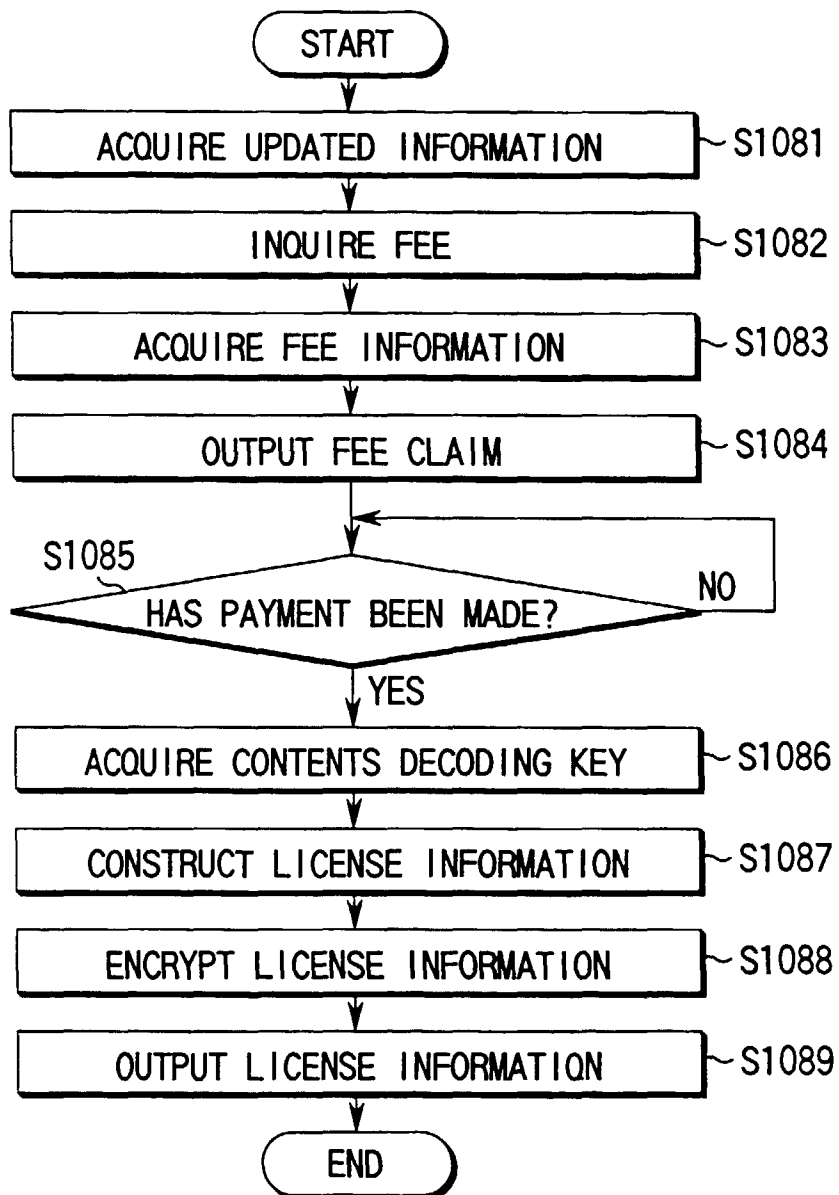 START
ACQUIRE UPDATED INFORMATION S1081
INQUIRE FEE S1082
ACQUIRE FEE INFORMATION S1083
OUTPUT FEE CLAIM S1084
S1085
HAS PAYMENT BEEN MADE? NO
YES
ACQUIRE CONTENTS DECODING KEY S1086
CONSTRUCT LICENSE INFORMATION S1087
ENCRYPT LICENSE INFORMATION S1088
OUTPUT LICENSE INFORMATION S1089
END